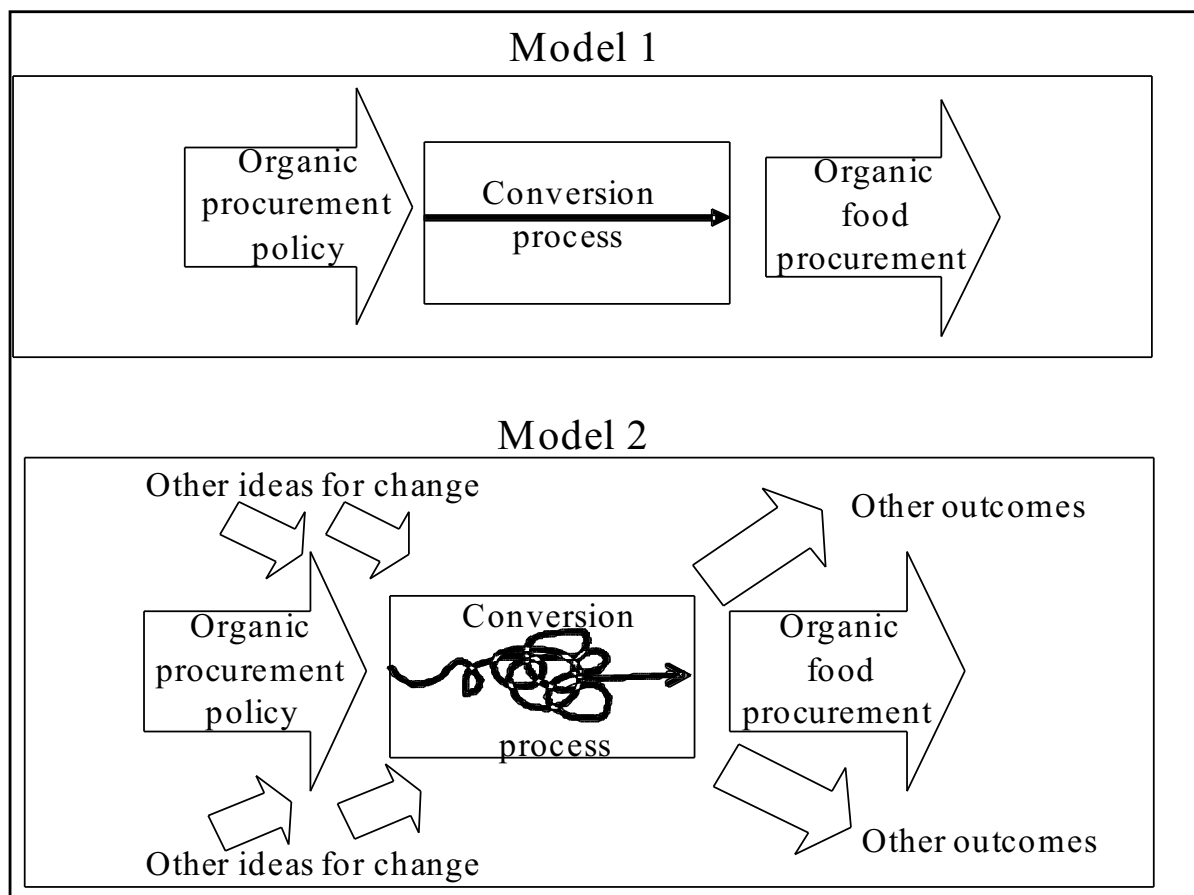 Model 1
Organic
procurement
policy
Conversion
process
Organic
food
procurement
Model 2
Other ideas for change
Other outcomes
Organic
procurement
policy
Conversion
process
Organic
food
procurement
Other ideas for change
Other outcomes